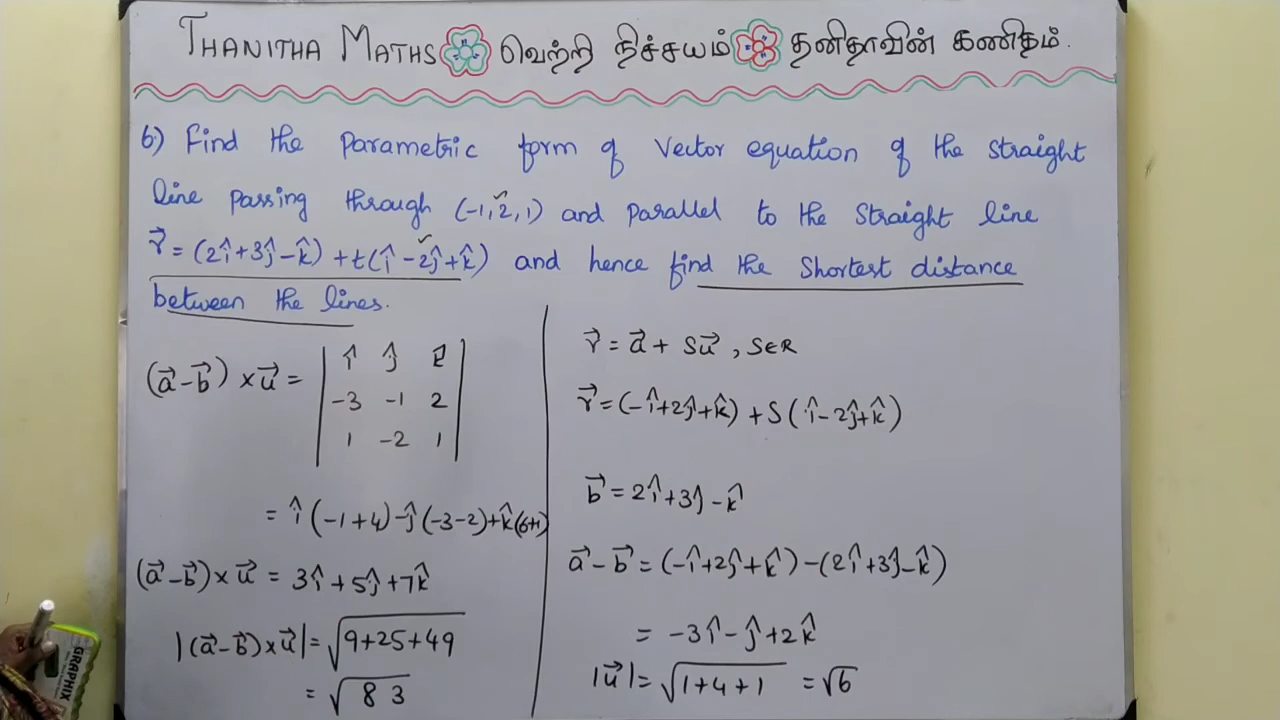 THANITHA MATHS வெற்றி நிச்சயம் தனிதாவின் கணிதம்.
6) Find the parametric form of vector equation of the straight
line passing through (-1, 2, 1) and parallel to the straight line
r⃗ = (2î+3ĵ-k̂) + t(î-2ĵ+k̂) and hence find the shortest distance
between the lines.
(a⃗-b⃗) × u⃗ = | î ĵ k̂ |
| -3 -1 2 |
| 1 -2 1 |
= î(-1+4)-ĵ(-3-2)+k̂(6+1)
(a⃗-b⃗) × u⃗ = 3î+5ĵ+7k̂
|(a⃗-b⃗)×u⃗| = √(9+25+49)
= √83
r⃗ = a⃗ + su⃗, s∈R
r⃗ = (-î+2ĵ+k̂) + s(î-2ĵ+k̂)
b⃗ = 2î+3ĵ-k̂
a⃗-b⃗ = (-î+2ĵ+k̂)-(2î+3ĵ-k̂)
= -3î-ĵ+2k̂
|u⃗| = √(1+4+1) = √6
GRAPHIX